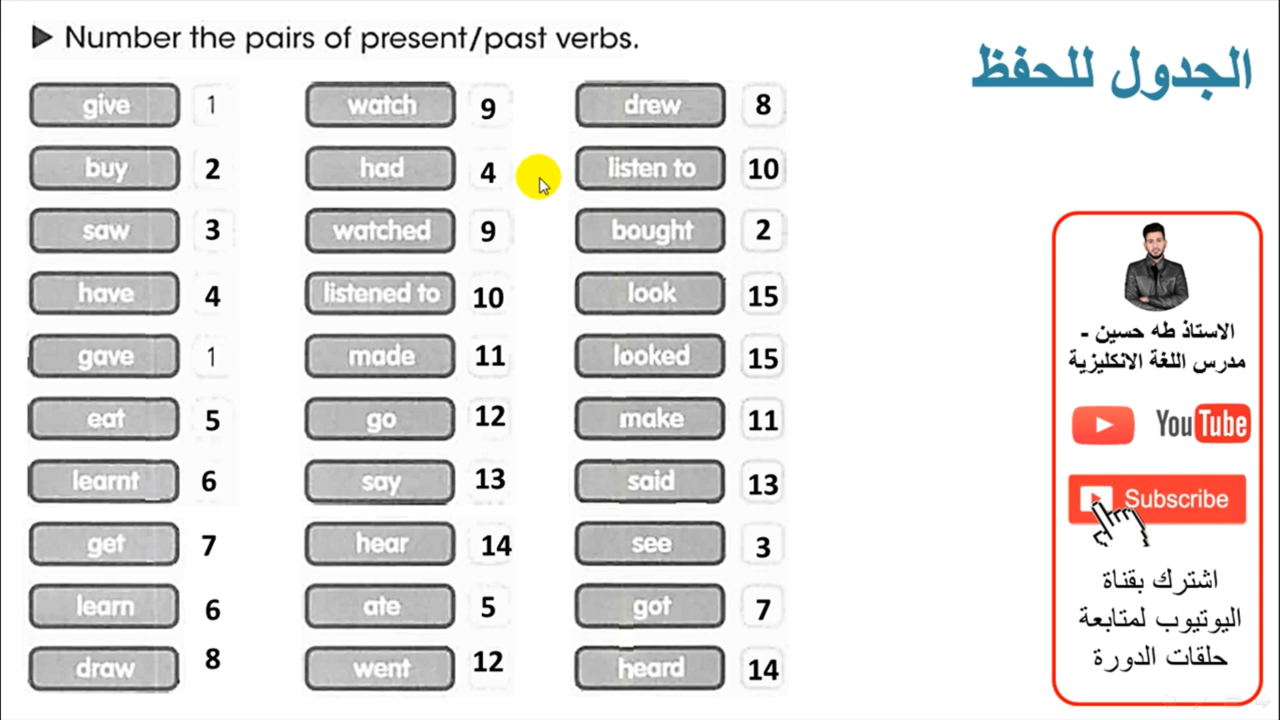 ▶ Number the pairs of present/past verbs.
الجدول للحفظ
give 1 watch 9 drew 8
buy 2 had 4 listen to 10
saw 3 watched 9 bought 2
have 4 listened to 10 look 15
gave 1 made 11 looked 15
eat 5 go 12 make 11
learnt 6 say 13 said 13
get 7 hear 14 see 3
learn 6 ate 5 got 7
draw 8 went 12 heard 14
الاستاذ طه حسين -
مدرس اللغة الانكليزية
YouTube
Subscribe
اشترك بقناة
اليوتيوب لمتابعة
حلقات الدورة